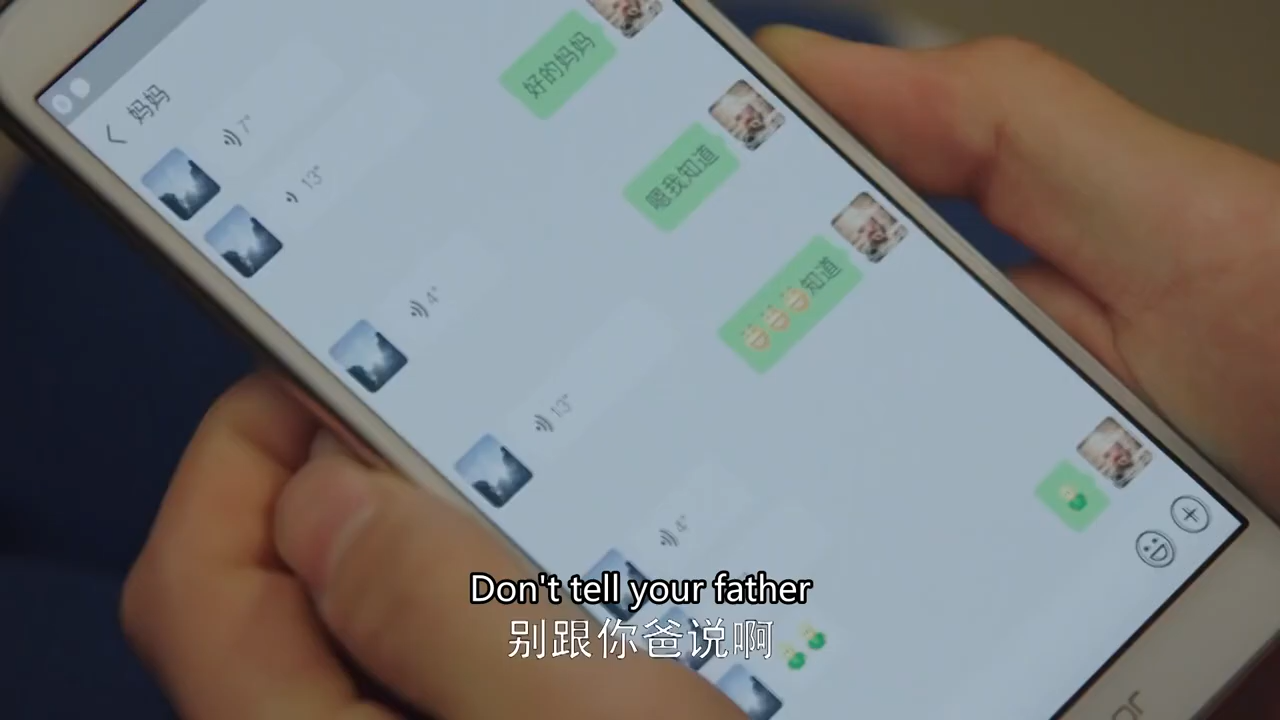 妈妈
好的妈妈
7"
13"
嗯我知道
4"
知道
13"
4"
Don't tell your father
别跟你爸说啊
or